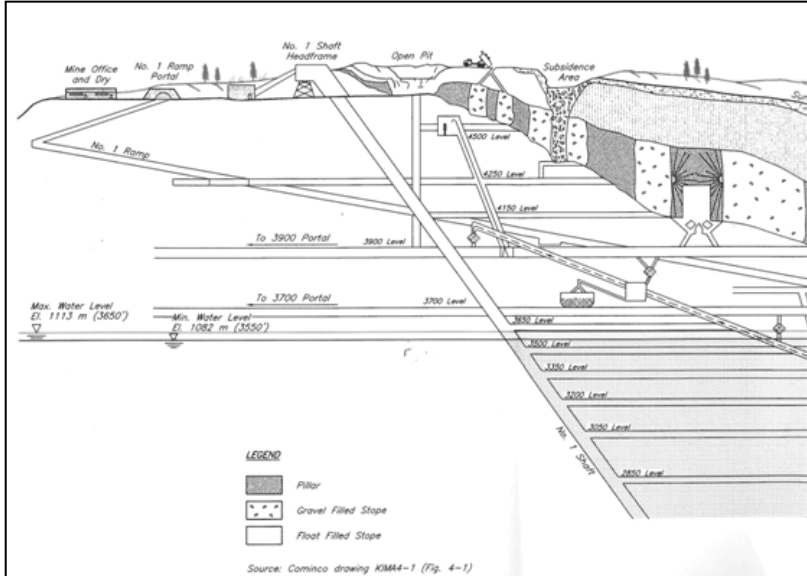 Mine Office
and Dry
No. 1 Ramp
Portal
No. 1 Shaft
Headframe
Open Pit
Subsidence
Area
No. 1 Ramp
4500 Level
4250 Level
4150 Level
To 3900 Portal
3900 Level
To 3700 Portal
3700 Level
Max. Water Level
El. 1113 m (3650')
Min. Water Level
El. 1082 m (3550')
3650 Level
3500 Level
3350 Level
3200 Level
3050 Level
2850 Level
No. 1 Shaft
LEGEND
Pillar
Gravel Filled Stope
Float Filled Stope
Source: Cominco drawing KIMA4-1 (Fig. 4-1)